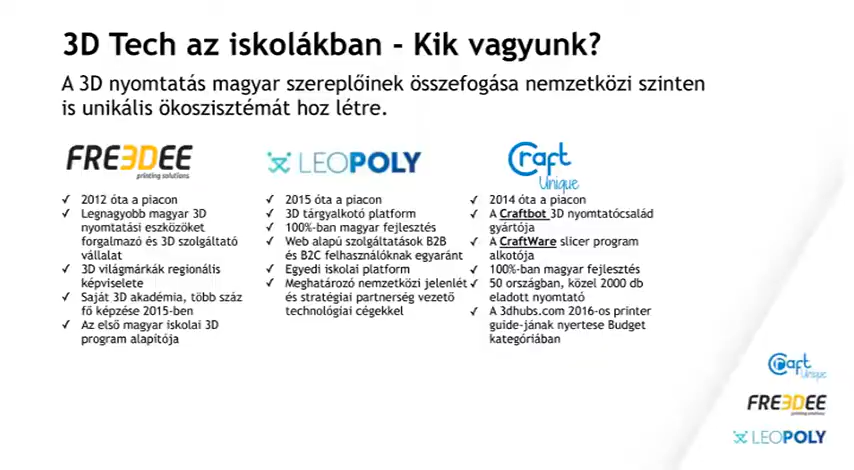 3D Tech az iskolákban - Kik vagyunk?
A 3D nyomtatás magyar szereplőinek összefogása nemzetközi szinten
is unikális ökoszisztémát hoz létre.
FREEDEE
printing solutions
✓ 2012 óta a piacon
✓ Legnagyobb magyar 3D
nyomtatási eszközöket
forgalmazó és 3D szolgáltató
vállalat
✓ 3D világmárkák regionális
képviselete
✓ Saját 3D akadémia, több száz
fő képzése 2015-ben
✓ Az első magyar iskolai 3D
program alapítója
LEOPOLY
✓ 2015 óta a piacon
✓ 3D tárgyalkotó platform
✓ 100%-ban magyar fejlesztés
✓ Web alapú szolgáltatások B2B
és B2C felhasználóknak egyaránt
✓ Egyedi iskolai platform
✓ Meghatározó nemzetközi jelenlét
és stratégiai partnerség vezető
technológiai cégekkel
Craft
Unique
✓ 2014 óta a piacon
✓ A Craftbot 3D nyomtatócsalád
gyártója
✓ A CraftWare slicer program
alkotója
✓ 100%-ban magyar fejlesztés
✓ 50 országban, közel 2000 db
eladott nyomtató
✓ A 3dhubs.com 2016-os printer
guide-jának nyertese Budget
kategóriában
Craft
Unique
FREEDEE
printing solutions
LEOPOLY